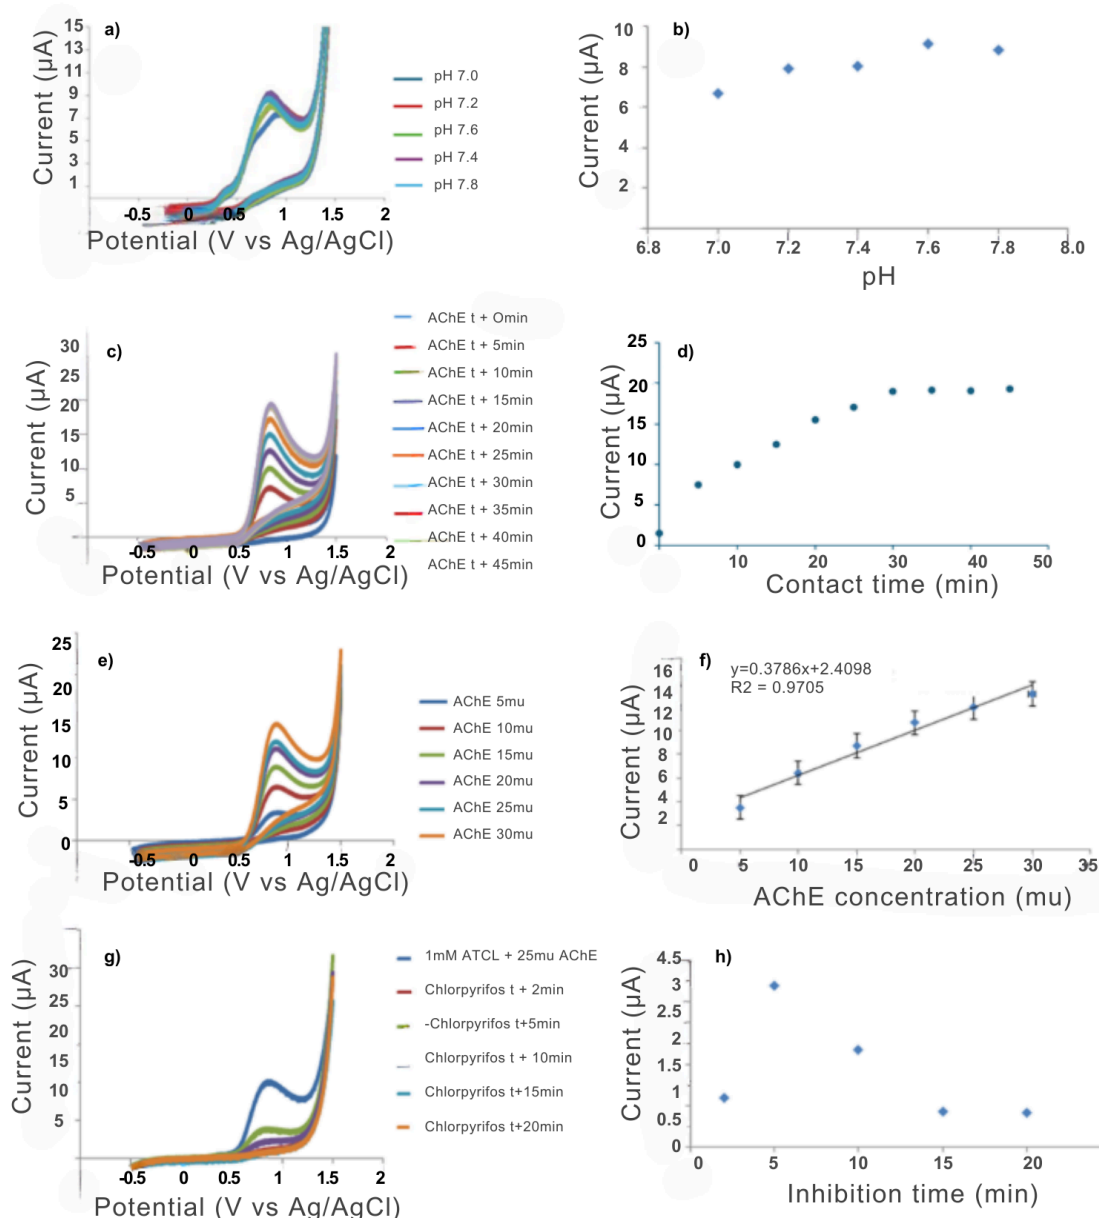 a)
Current (µA)
15
13
11
9
7
5
3
1
-0.5 0 0.5 1 1.5 2
Potential (V vs Ag/AgCl)
pH 7.0
pH 7.2
pH 7.6
pH 7.4
pH 7.8
b)
Current (µA)
10
8
6
4
2
6.8 7.0 7.2 7.4 7.6 7.8 8.0
pH
c)
Current (µA)
30
25
20
15
10
5
-0.5 0 0.5 1 1.5 2
Potential (V vs Ag/AgCl)
AChE t + Omin
AChE t + 5min
AChE t + 10min
AChE t + 15min
AChE t + 20min
AChE t + 25min
AChE t + 30min
AChE t + 35min
AChE t + 40min
AChE t + 45min
d)
Current (µA)
25
20
15
10
5
0
10 20 30 40 50
Contact time (min)
e)
Current (µA)
25
20
15
10
5
0
-0.5 0 0.5 1 1.5 2
Potential (V vs Ag/AgCl)
AChE 5mu
AChE 10mu
AChE 15mu
AChE 20mu
AChE 25mu
AChE 30mu
f)
y=0.3786x+2.4098
R2 = 0.9705
Current (µA)
16
14
12
10
8
6
4
2
0 5 10 15 20 25 30 35
AChE concentration (mu)
g)
Current (µA)
30
25
20
15
10
5
-0.5 0 0.5 1 1.5 2
Potential (V vs Ag/AgCl)
1mM ATCL + 25mu AChE
Chlorpyrifos t + 2min
-Chlorpyrifos t+5min
Chlorpyrifos t + 10min
Chlorpyrifos t+15min
Chlorpyrifos t+20min
h)
Current (µA)
4.5
3
2.5
2
1
1
0.5
0
0 5 10 15 20
Inhibition time (min)